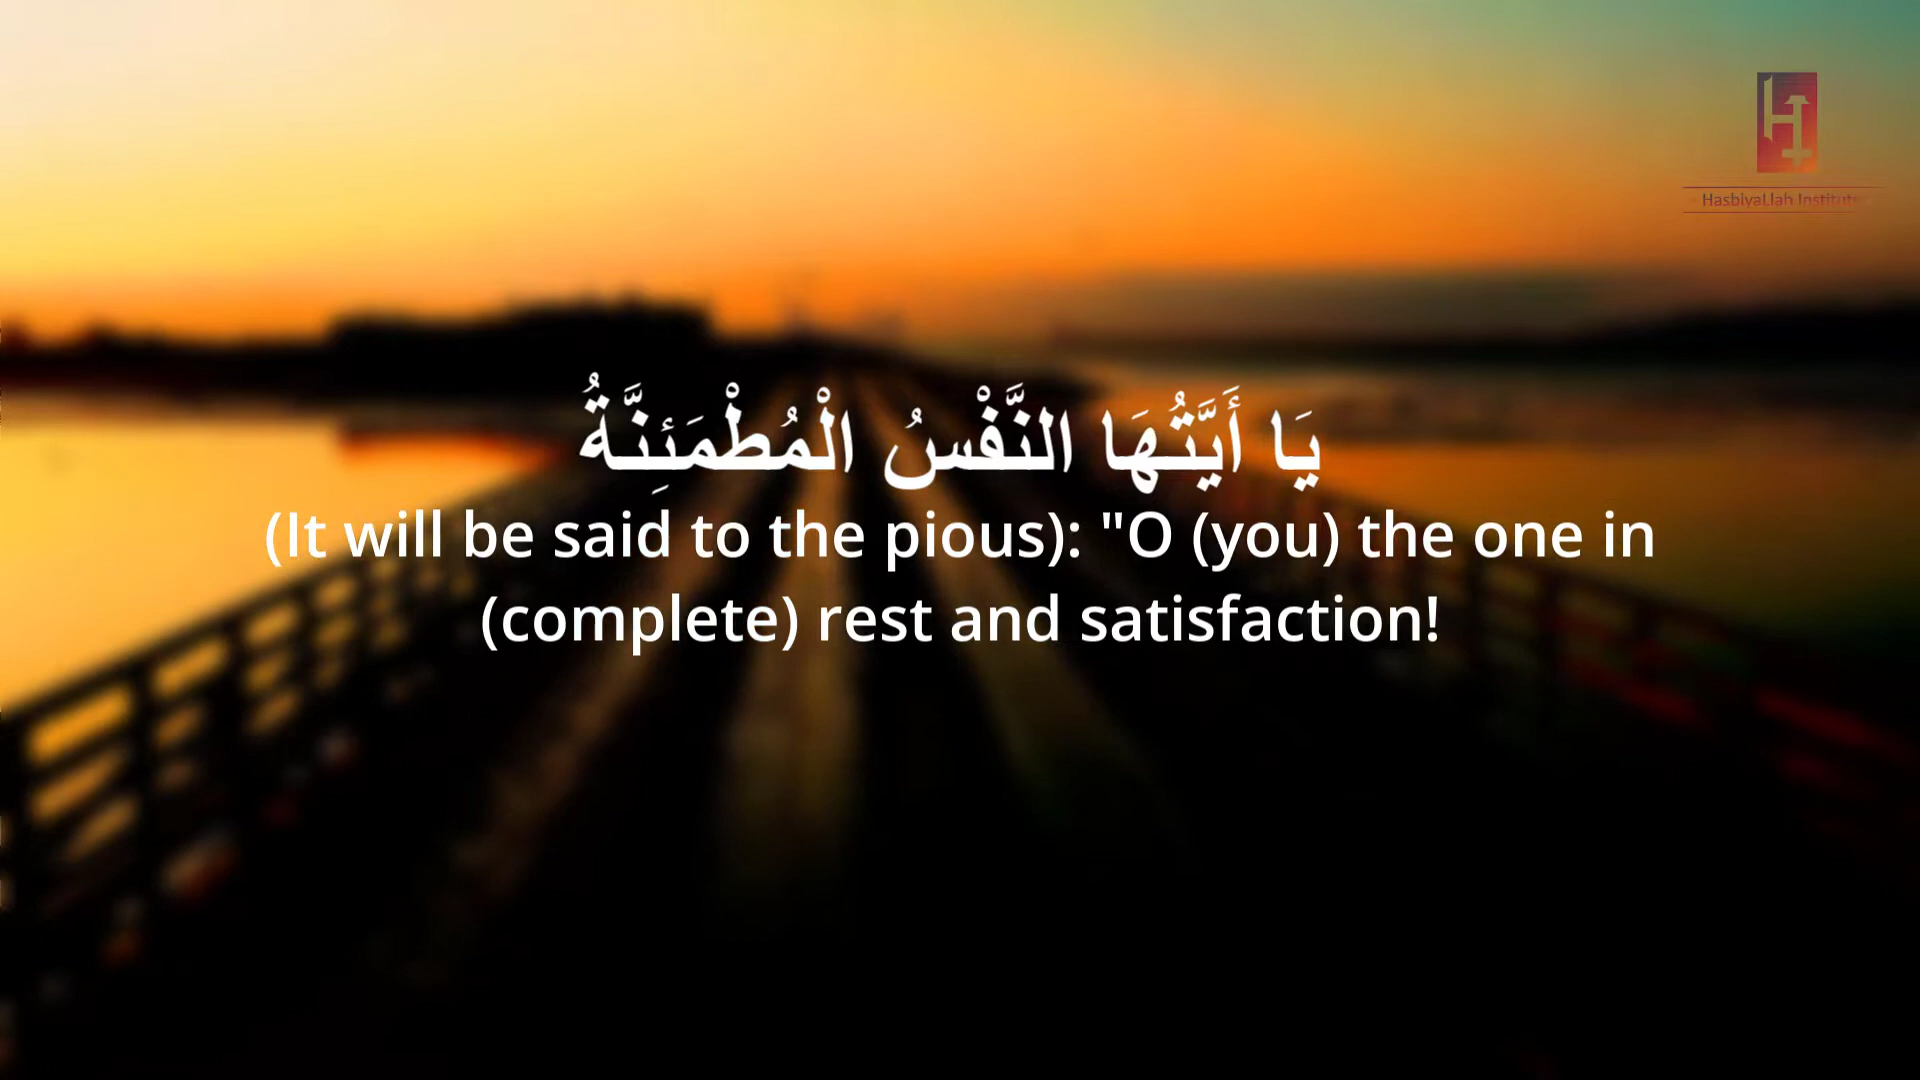 HasbiyaLlah Institute
يَا أَيَّتُهَا النَّفْسُ الْمُطْمَئِنَّةُ
(It will be said to the pious): "O (you) the one in
(complete) rest and satisfaction!